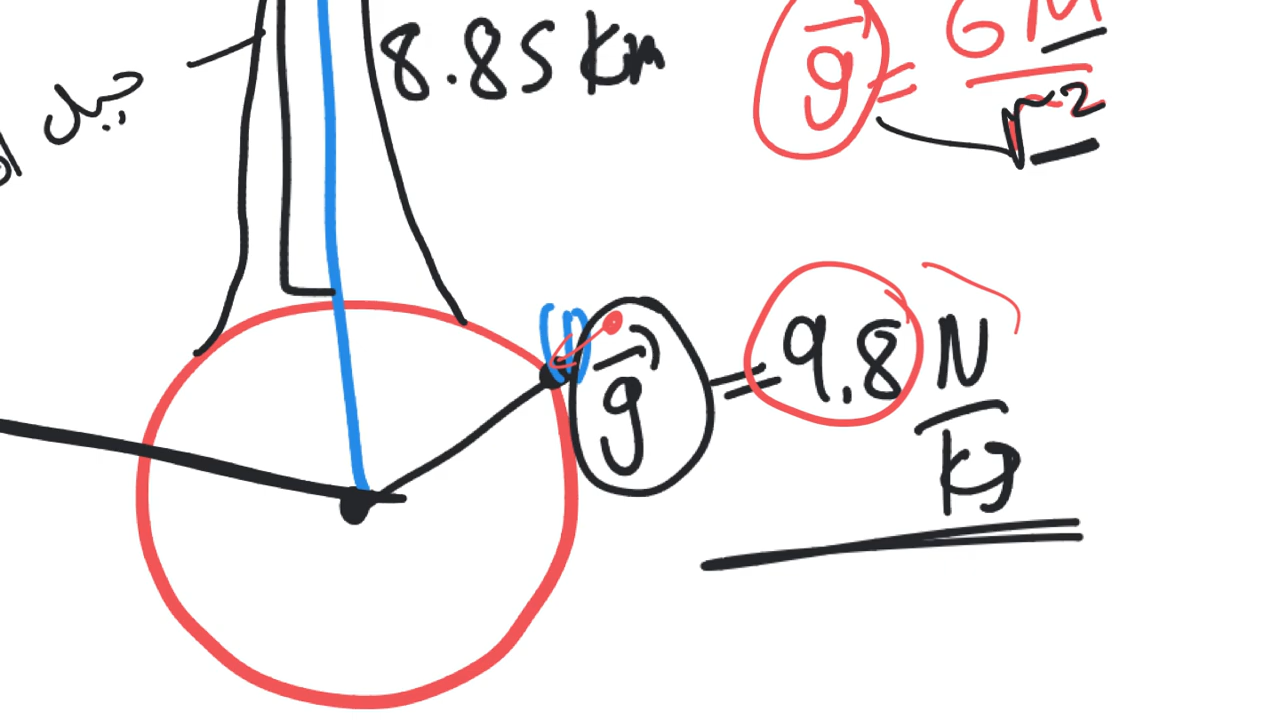 8.85 km
جبل
g = GM / r²
g = 9.8 N / kg